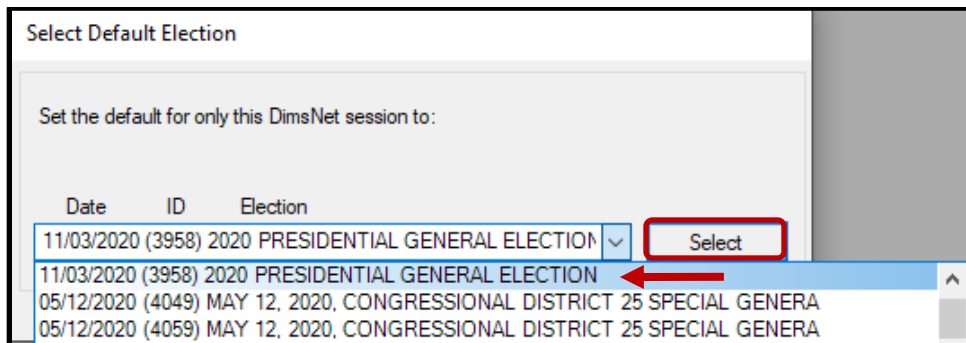 Select Default Election
Set the default for only this DimsNet session to:
Date ID Election
11/03/2020 (3958) 2020 PRESIDENTIAL GENERAL ELECTION Select
11/03/2020 (3958) 2020 PRESIDENTIAL GENERAL ELECTION
05/12/2020 (4049) MAY 12, 2020, CONGRESSIONAL DISTRICT 25 SPECIAL GENERA
05/12/2020 (4059) MAY 12, 2020, CONGRESSIONAL DISTRICT 25 SPECIAL GENERA